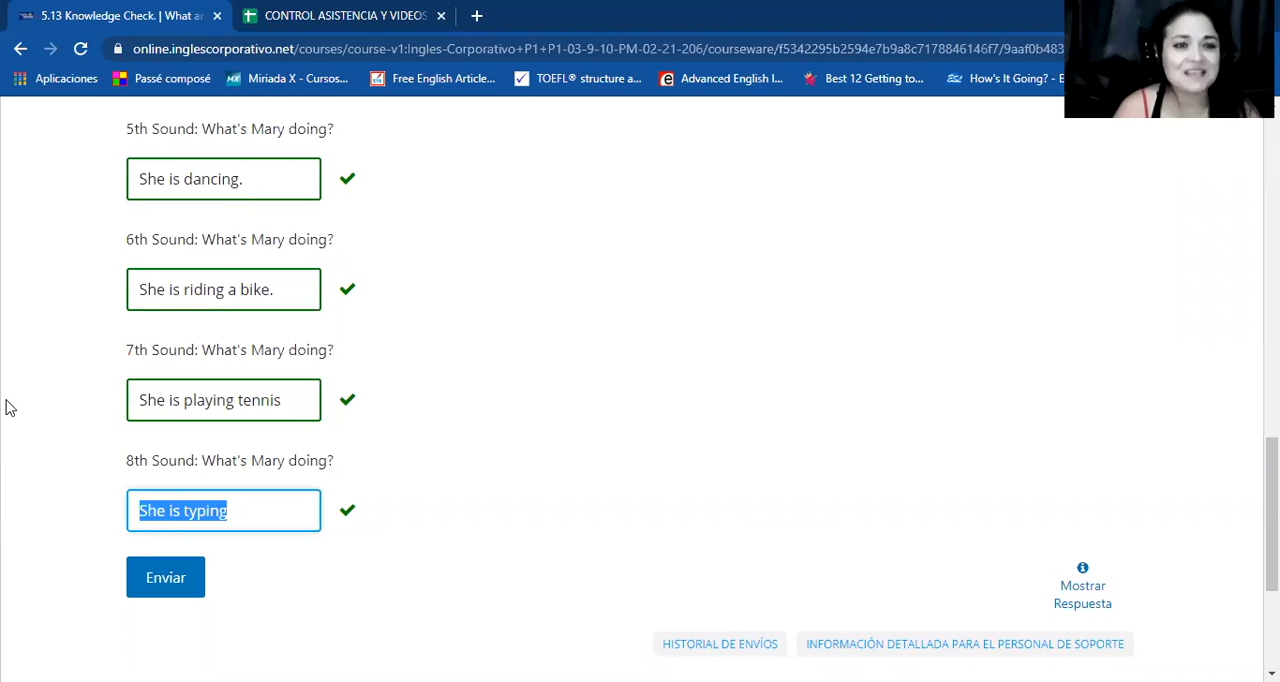 5.13 Knowledge Check. | What ar
CONTROL ASISTENCIA Y VIDEOS
online.inglescorporativo.net/courses/course-v1:Ingles-Corporativo+P1+P1-03-9-10-PM-02-21-206/courseware/f5342295b2594e7b9a8c7178846146f7/9aaf0b483
Aplicaciones
Passé composé
Miriada X - Cursos...
Free English Article...
TOEFL® structure a...
Advanced English I...
Best 12 Getting to...
How's It Going? - E
5th Sound: What's Mary doing?
She is dancing.
6th Sound: What's Mary doing?
She is riding a bike.
7th Sound: What's Mary doing?
She is playing tennis
8th Sound: What's Mary doing?
She is typing
Enviar
Mostrar
Respuesta
HISTORIAL DE ENVÍOS
INFORMACIÓN DETALLADA PARA EL PERSONAL DE SOPORTE